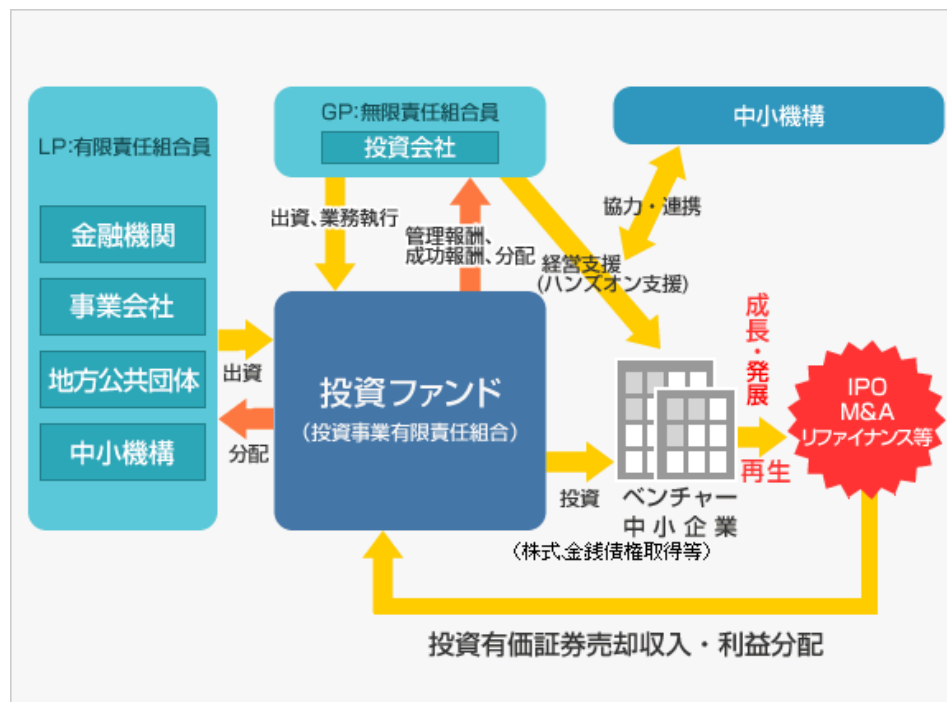 LP:有限責任組合員
金融機関
事業会社
地方公共団体
中小機構
GP:無限責任組合員
投資会社
中小機構
出資、業務執行
管理報酬、
成功報酬、分配
協力・連携
経営支援
(ハンズオン支援)
出資
分配
投資ファンド
(投資事業有限責任組合)
投資
ベンチャー
中小企業
(株式、金銭債権取得等)
成長・発展
再生
IPO
M&A
リファイナンス等
投資有価証券売却収入・利益分配